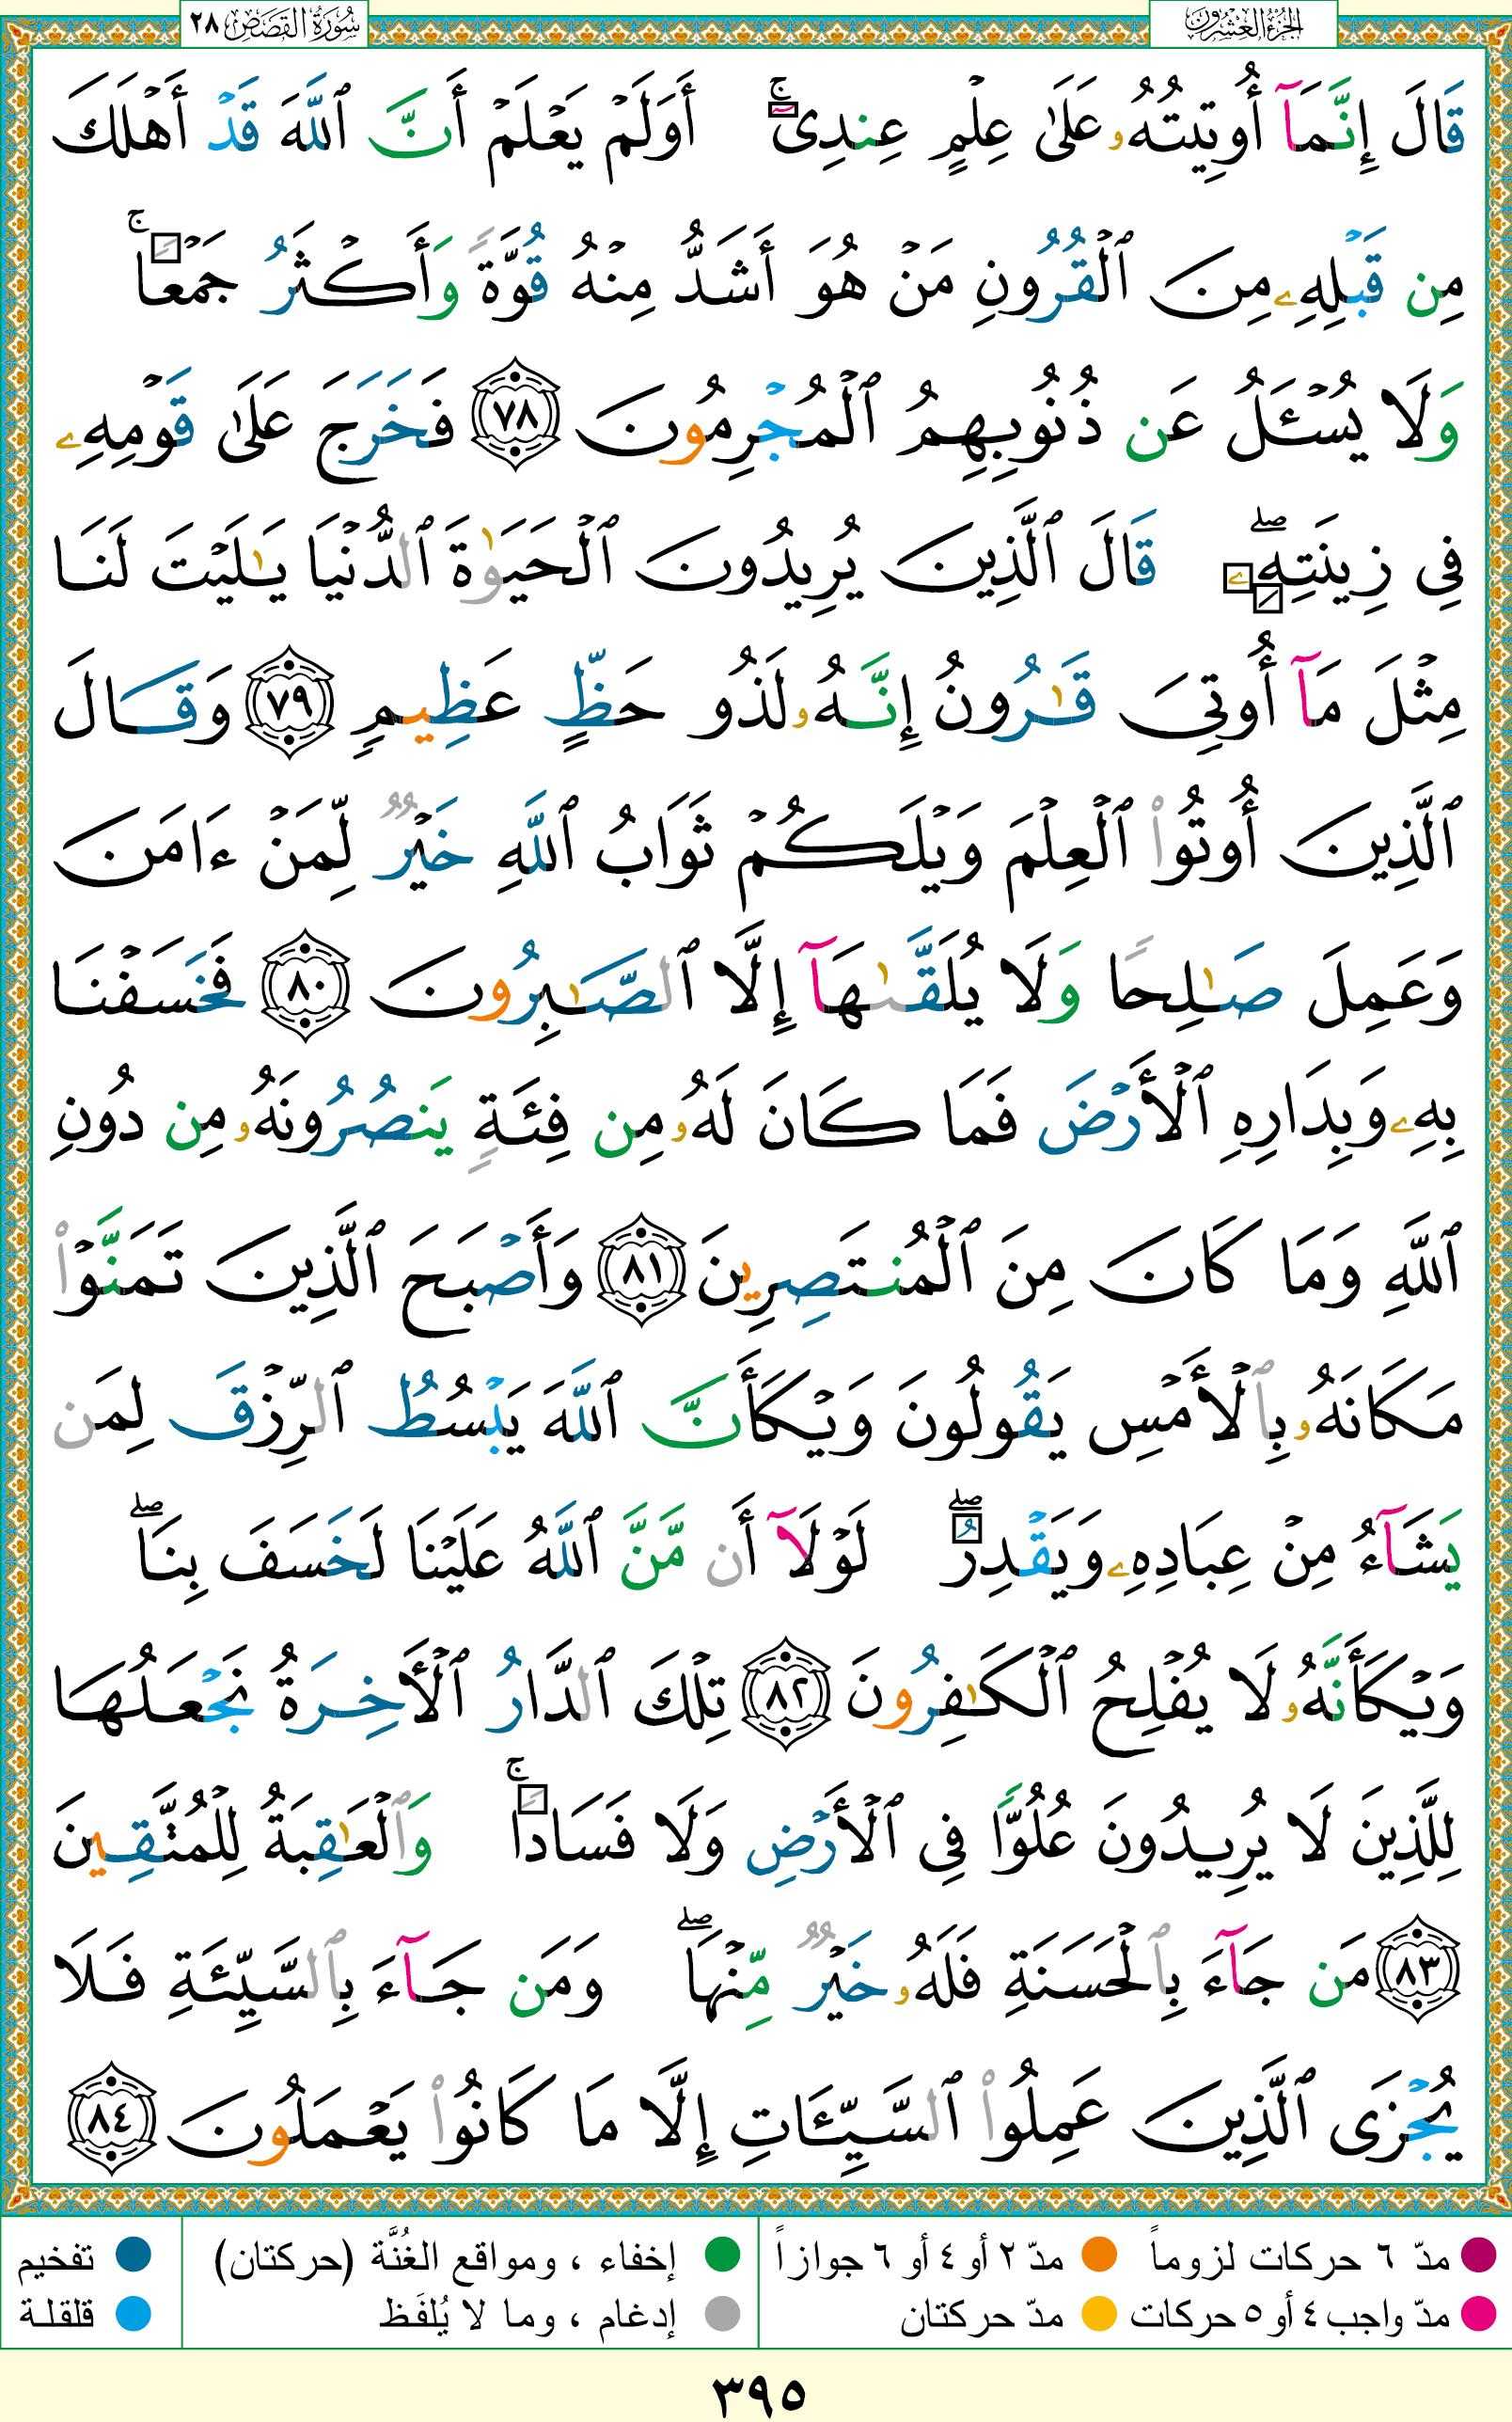 الجزء العشرون
سورة القصص ٢٨
قَالَ إِنَّمَآ أُوتِيتُهُۥ عَلَىٰ عِلْمٍ عِندِىٓ ۚ أَوَلَمْ يَعْلَمْ أَنَّ ٱللَّهَ قَدْ أَهْلَكَ
مِن قَبْلِهِۦ مِنَ ٱلْقُرُونِ مَنْ هُوَ أَشَدُّ مِنْهُ قُوَّةً وَأَكْثَرُ جَمْعًا ۚ
وَلَا يُسْـَٔلُ عَن ذُنُوبِهِمُ ٱلْمُجْرِمُونَ ٧٨ فَخَرَجَ عَلَىٰ قَوْمِهِۦ
فِى زِينَتِهِۦ ۖ قَالَ ٱلَّذِينَ يُرِيدُونَ ٱلْحَيَوٰةَ ٱلدُّنْيَا يَـٰلَيْتَ لَنَا
مِثْلَ مَآ أُوتِىَ قَـٰرُونُ إِنَّهُۥ لَذُو حَظٍّ عَظِيمٍ ٧٩ وَقَالَ
ٱلَّذِينَ أُوتُوا۟ ٱلْعِلْمَ وَيْلَكُمْ ثَوَابُ ٱللَّهِ خَيْرٌ لِّمَنْ ءَامَنَ
وَعَمِلَ صَـٰلِحًا وَلَا يُلَقَّىٰهَآ إِلَّا ٱلصَّـٰبِرُونَ ٨٠ فَخَسَفْنَا
بِهِۦ وَبِدَارِهِ ٱلْأَرْضَ فَمَا كَانَ لَهُۥ مِن فِئَةٍ يَنصُرُونَهُۥ مِن دُونِ
ٱللَّهِ وَمَا كَانَ مِنَ ٱلْمُنتَصِرِينَ ٨١ وَأَصْبَحَ ٱلَّذِينَ تَمَنَّوْا۟
مَكَانَهُۥ بِٱلْأَمْسِ يَقُولُونَ وَيْكَأَنَّ ٱللَّهَ يَبْسُطُ ٱلرِّزْقَ لِمَن
يَشَآءُ مِنْ عِبَادِهِۦ وَيَقْدِرُ ۖ لَوْلَآ أَن مَّنَّ ٱللَّهُ عَلَيْنَا لَخَسَفَ بِنَا ۖ
وَيْكَأَنَّهُۥ لَا يُفْلِحُ ٱلْكَـٰفِرُونَ ٨٢ تِلْكَ ٱلدَّارُ ٱلْـَٔاخِرَةُ نَجْعَلُهَا
لِلَّذِينَ لَا يُرِيدُونَ عُلُوًّا فِى ٱلْأَرْضِ وَلَا فَسَادًا ۚ وَٱلْعَـٰقِبَةُ لِلْمُتَّقِينَ
٨٣ مَن جَآءَ بِٱلْحَسَنَةِ فَلَهُۥ خَيْرٌ مِّنْهَا ۖ وَمَن جَآءَ بِٱلسَّيِّئَةِ فَلَا
يُجْزَى ٱلَّذِينَ عَمِلُوا۟ ٱلسَّيِّـَٔاتِ إِلَّا مَا كَانُوا۟ يَعْمَلُونَ ٨٤
مدّ ٦ حركات لزوماً
مدّ ٢ أو ٤ أو ٦ جوازاً
إخفاء ، ومواقع الغُنَّة (حركتان)
تفخيم
مدّ واجب ٤ أو ٥ حركات
مدّ حركتان
إدغام ، وما لا يُلفَظ
قلقلة
٣٩٥